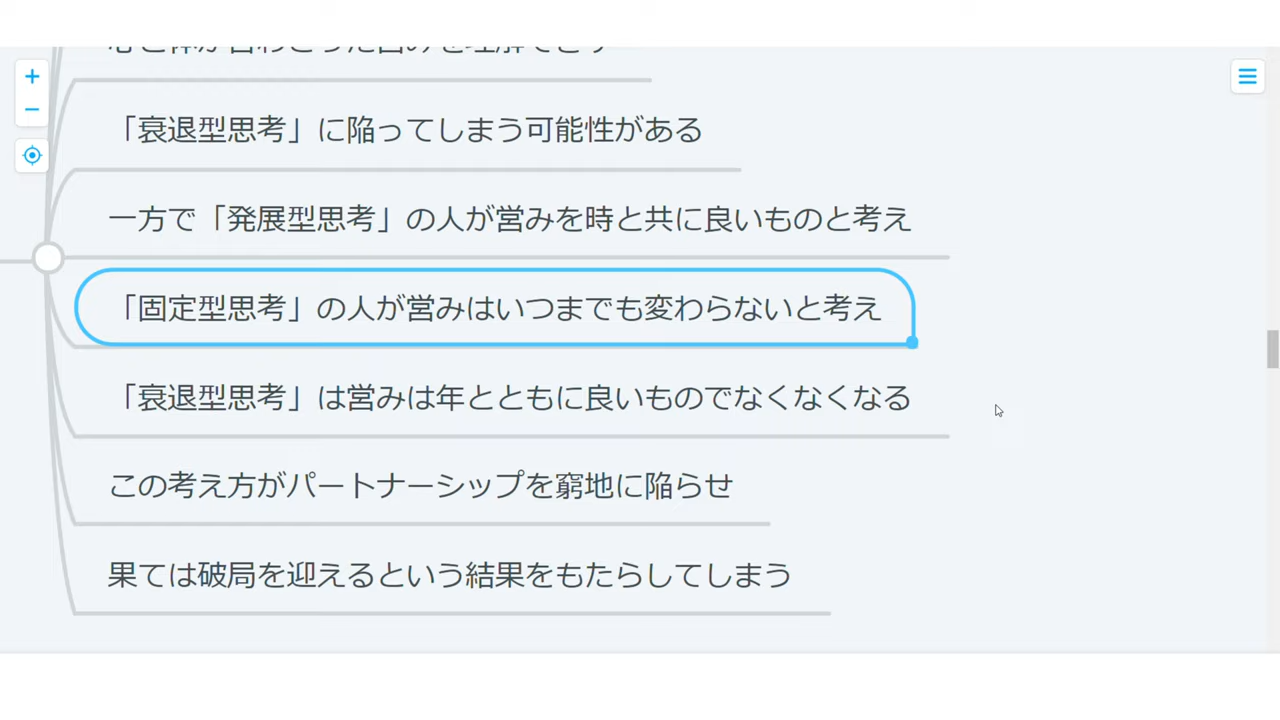 「衰退型思考」に陥ってしまう可能性がある
一方で「発展型思考」の人が営みを時と共に良いものと考え
「固定型思考」の人が営みはいつまでも変わらないと考え
「衰退型思考」は営みは年とともに良いものでなくなくなる
この考え方がパートナーシップを窮地に陥らせ
果ては破局を迎えるという結果をもたらしてしまう